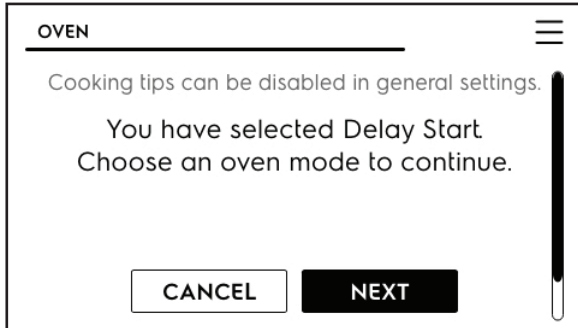 OVEN
Cooking tips can be disabled in general settings.
You have selected Delay Start.
Choose an oven mode to continue.
CANCEL NEXT